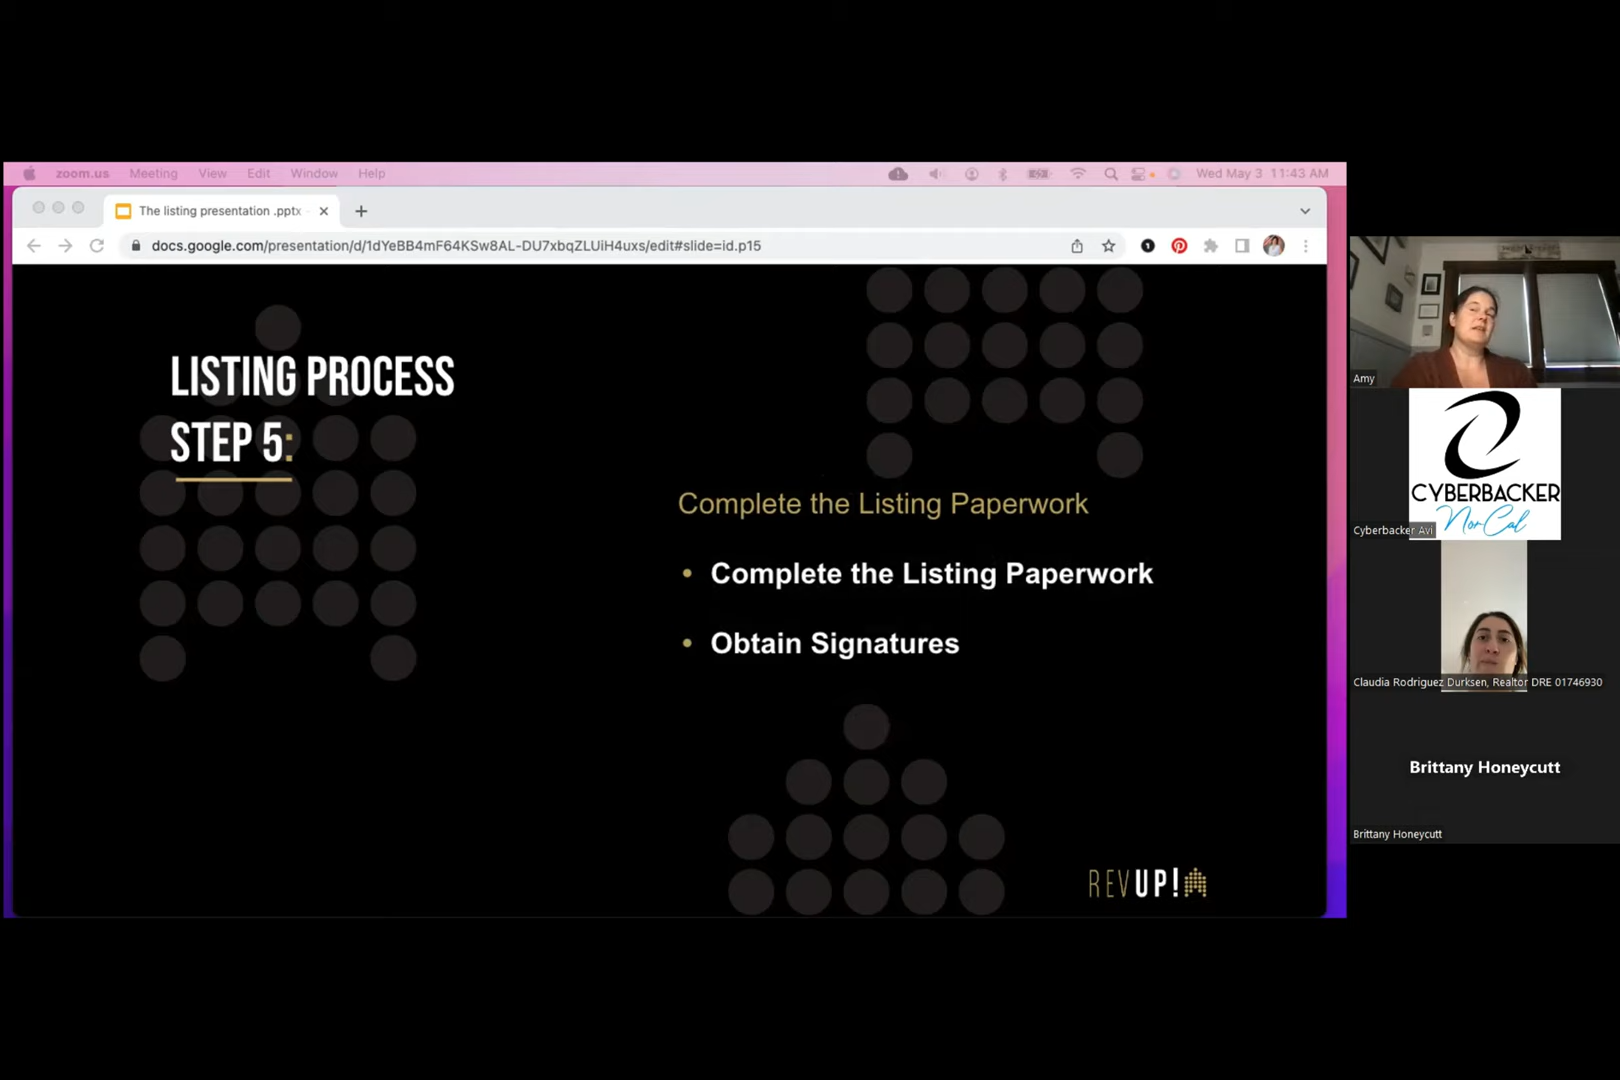 zoom.us Meeting View Edit Window Help
Wed May 3 11:43 AM
The listing presentation .pptx
docs.google.com/presentation/d/1dYeBB4mF64KSw8AL-DU7xbqZLUiH4uxs/edit#slide=id.p15
LISTING PROCESS
STEP 5:
Complete the Listing Paperwork
• Complete the Listing Paperwork
• Obtain Signatures
REVUP!
Amy
CYBERBACKER
NorCal
Cyberbacker Avi
Claudia Rodriguez Durksen, Realtor DRE 01746930
Brittany Honeycutt
Brittany Honeycutt